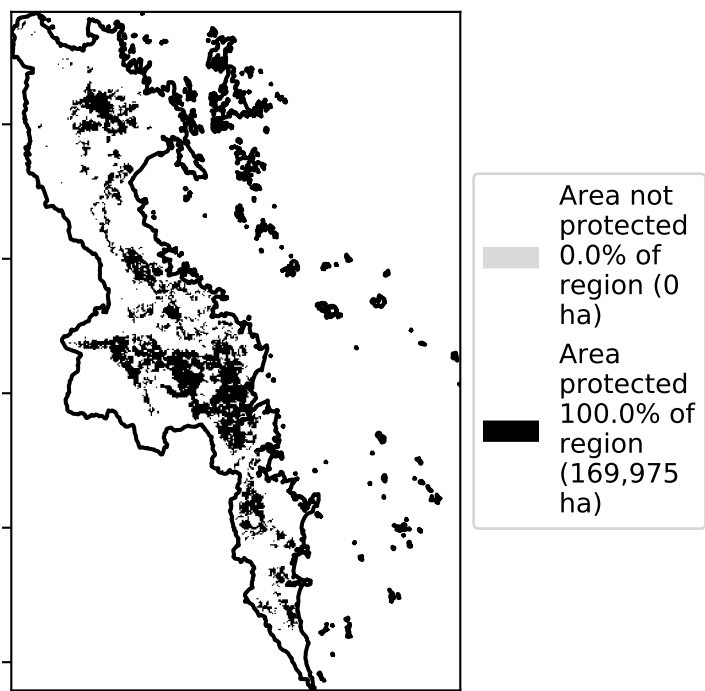 Area not
protected
0.0% of
region (0
ha)
Area
protected
100.0% of
region
(169,975
ha)